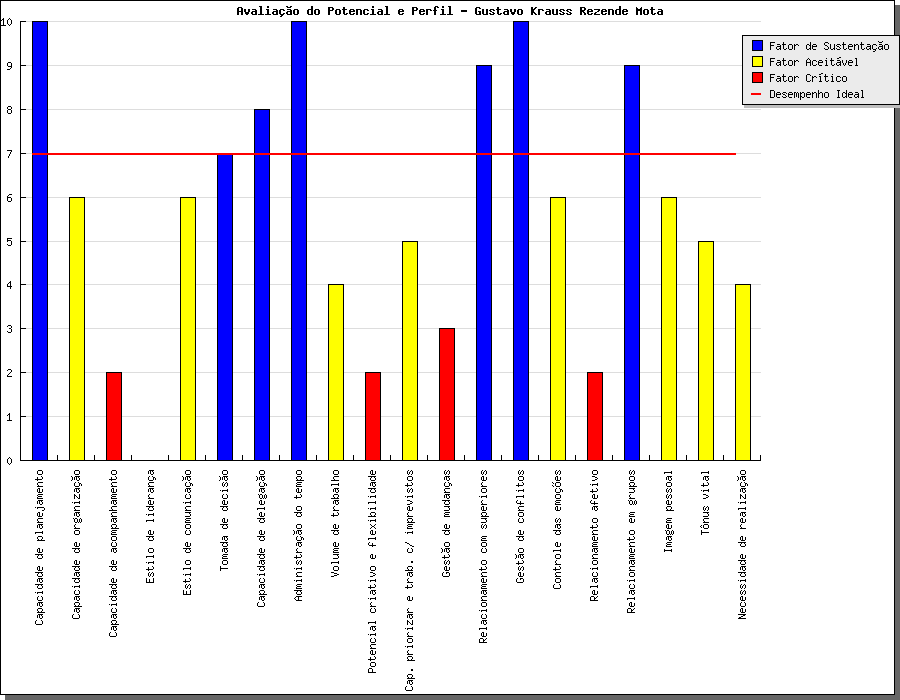 Avaliação do Potencial e Perfil - Gustavo Krauss Rezende Mota
Fator de Sustentação
Fator Aceitável
Fator Crítico
Desempenho Ideal
10
9
8
7
6
5
4
3
2
1
0
Capacidade de planejamento
Capacidade de organização
Capacidade de acompanhamento
Estilo de liderança
Estilo de comunicação
Tomada de decisão
Capacidade de delegação
Administração do tempo
Volume de trabalho
Potencial criativo e flexibilidade
Cap. priorizar e trab. c/ imprevistos
Gestão de mudanças
Relacionamento com superiores
Gestão de conflitos
Controle das emoções
Relacionamento afetivo
Relacionamento em grupos
Imagem pessoal
Tônus vital
Necessidade de realização